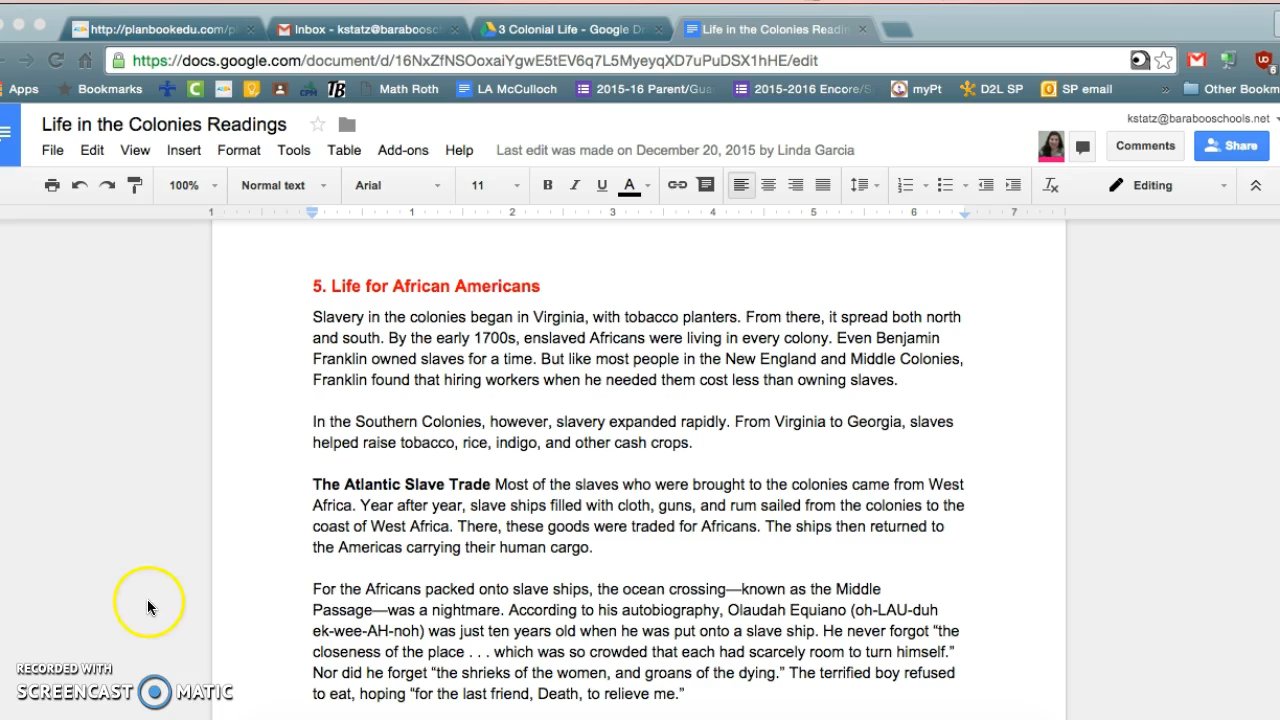 http://planbookedu.com/p
Inbox - kstatz@baraboosc
3 Colonial Life - Google Dr
Life in the Colonies Readin
https://docs.google.com/document/d/16NxZfNSOoxaiYgwE5tEV6q7L5MyeyqXD7uPuDSX1hHE/edit
Apps Bookmarks Math Roth LA McCulloch 2015-16 Parent/Gua 2015-2016 Encore/S myPt D2L SP SP email » Other Bookm
Life in the Colonies Readings
kstatz@barabooschools.net
File Edit View Insert Format Tools Table Add-ons Help Last edit was made on December 20, 2015 by Linda Garcia
Comments Share
100% Normal text Arial 11 B I U A Editing
1 1 2 3 4 5 6 7
5. Life for African Americans
Slavery in the colonies began in Virginia, with tobacco planters. From there, it spread both north
and south. By the early 1700s, enslaved Africans were living in every colony. Even Benjamin
Franklin owned slaves for a time. But like most people in the New England and Middle Colonies,
Franklin found that hiring workers when he needed them cost less than owning slaves.
In the Southern Colonies, however, slavery expanded rapidly. From Virginia to Georgia, slaves
helped raise tobacco, rice, indigo, and other cash crops.
The Atlantic Slave Trade Most of the slaves who were brought to the colonies came from West
Africa. Year after year, slave ships filled with cloth, guns, and rum sailed from the colonies to the
coast of West Africa. There, these goods were traded for Africans. The ships then returned to
the Americas carrying their human cargo.
For the Africans packed onto slave ships, the ocean crossing—known as the Middle
Passage—was a nightmare. According to his autobiography, Olaudah Equiano (oh-LAU-duh
ek-wee-AH-noh) was just ten years old when he was put onto a slave ship. He never forgot “the
closeness of the place . . . which was so crowded that each had scarcely room to turn himself.”
Nor did he forget “the shrieks of the women, and groans of the dying.” The terrified boy refused
to eat, hoping “for the last friend, Death, to relieve me.”
RECORDED WITH
SCREENCAST MATIC